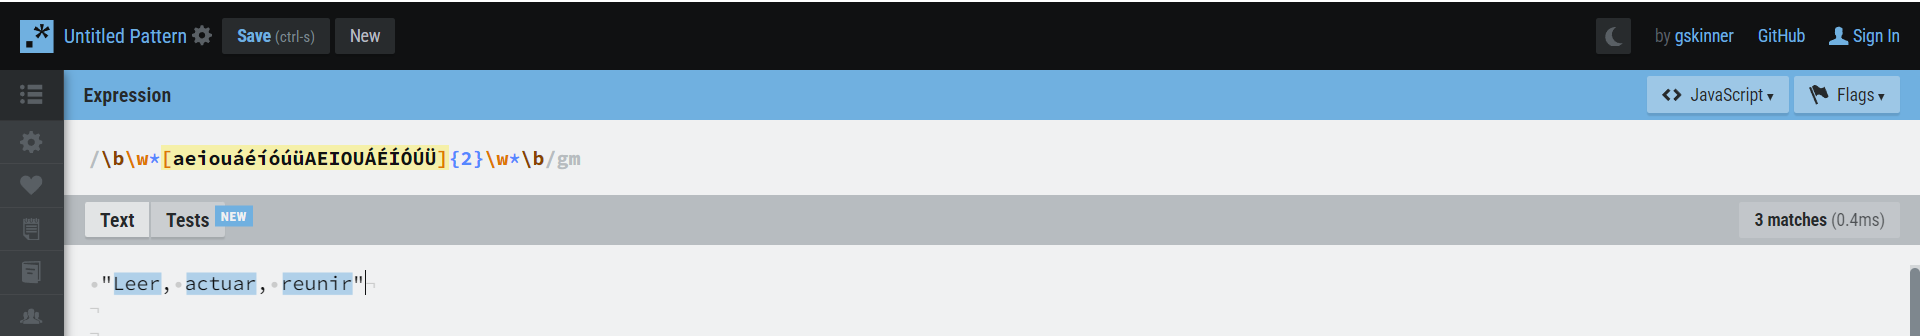 Untitled Pattern Save (ctrl-s) New by gskinner GitHub Sign In
Expression JavaScript ▾ Flags ▾
/\b\w*[aeiouáéíóúüAEIOUÁÉÍÓÚÜ]{2}\w*\b/gm
Text Tests NEW 3 matches (0.4ms)
"Leer, actuar, reunir"